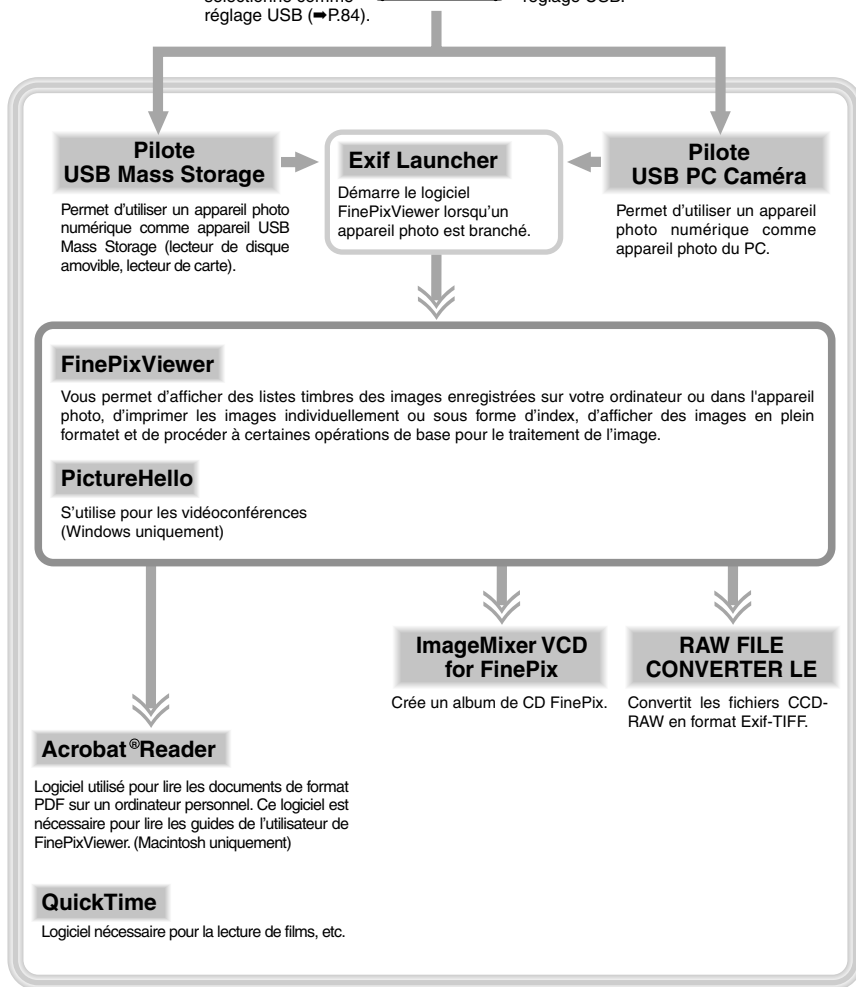 sélectionné comme
réglage USB (➡P.84).
réglage USB.
Pilote
USB Mass Storage
Permet d’utiliser un appareil photo
numérique comme appareil USB
Mass Storage (lecteur de disque
amovible, lecteur de carte).
Exif Launcher
Démarre le logiciel
FinePixViewer lorsqu’un
appareil photo est branché.
Pilote
USB PC Caméra
Permet d’utiliser un appareil
photo numérique comme
appareil photo du PC.
FinePixViewer
Vous permet d’afficher des listes timbres des images enregistrées sur votre ordinateur ou dans l'appareil
photo, d’imprimer les images individuellement ou sous forme d’index, d’afficher des images en plein
formatet et de procéder à certaines opérations de base pour le traitement de l’image.
PictureHello
S’utilise pour les vidéoconférences
(Windows uniquement)
ImageMixer VCD
for FinePix
Crée un album de CD FinePix.
RAW FILE
CONVERTER LE
Convertit les fichiers CCD-
RAW en format Exif-TIFF.
Acrobat®Reader
Logiciel utilisé pour lire les documents de format
PDF sur un ordinateur personnel. Ce logiciel est
nécessaire pour lire les guides de l’utilisateur de
FinePixViewer. (Macintosh uniquement)
QuickTime
Logiciel nécessaire pour la lecture de films, etc.